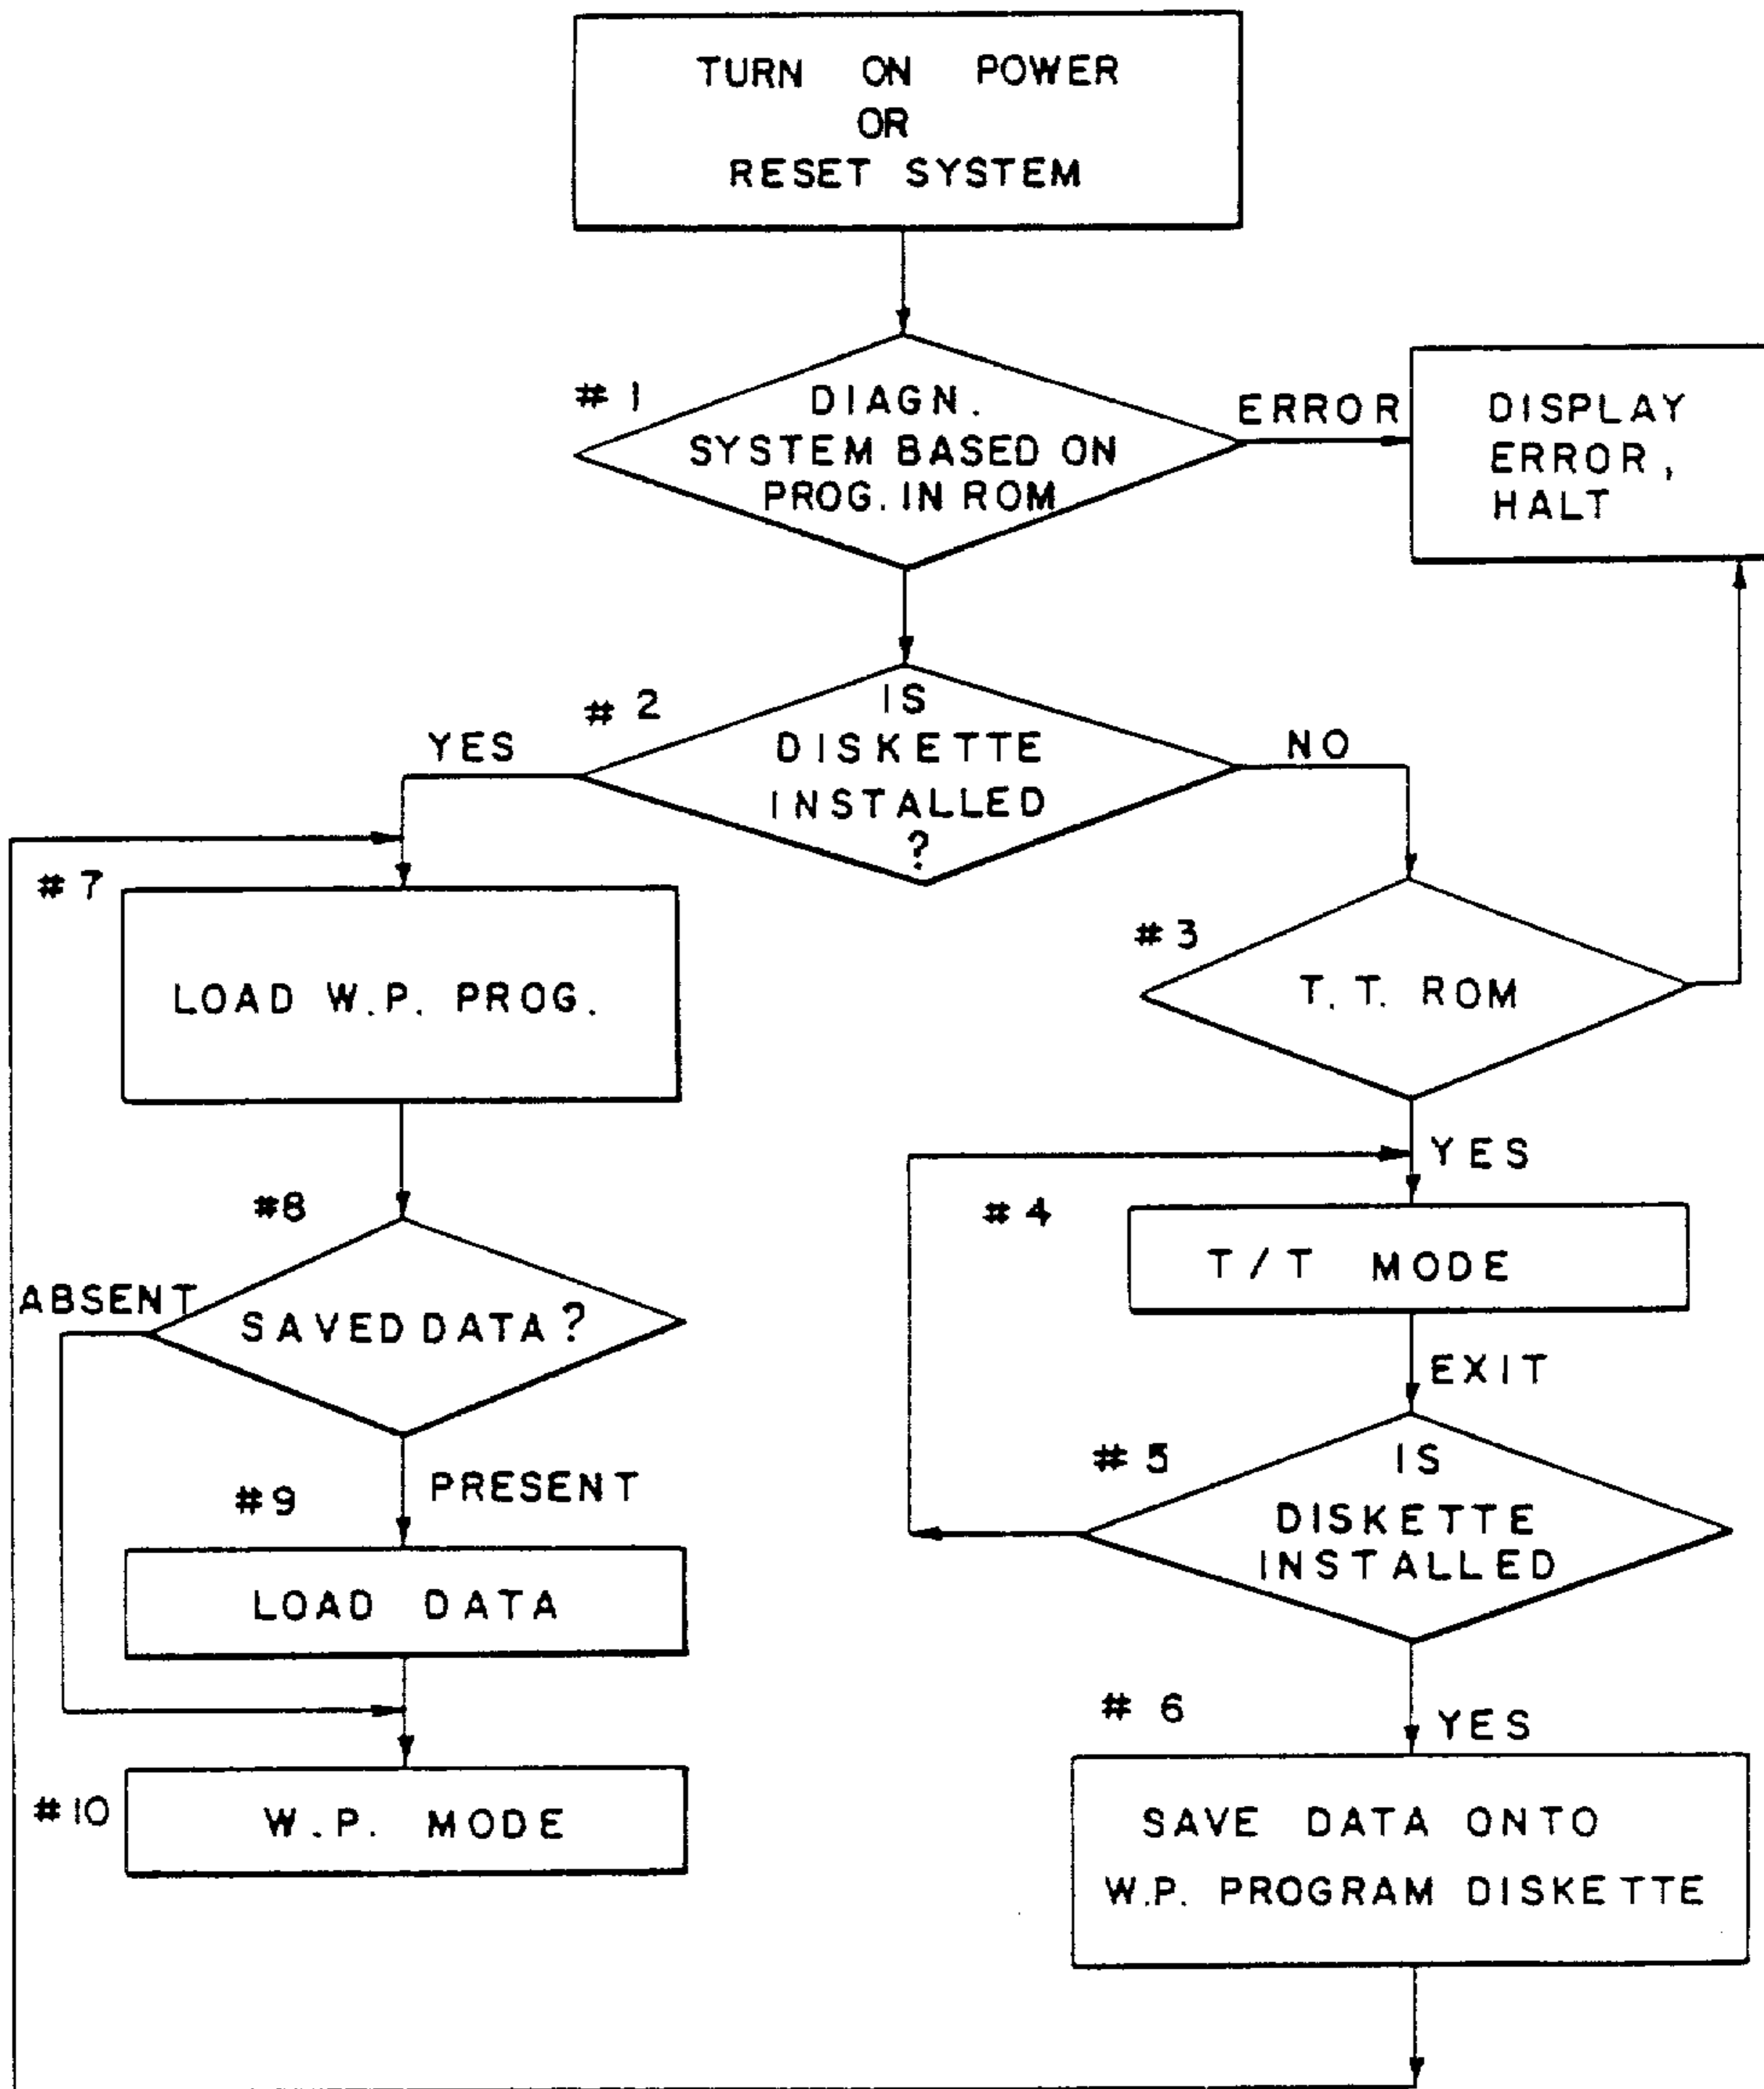 TURN ON POWER
OR
RESET SYSTEM
#1
DIAGN.
SYSTEM BASED ON
PROG. IN ROM
ERROR
DISPLAY
ERROR,
HALT
#2
IS
DISKETTE
INSTALLED
?
YES
NO
#7
LOAD W.P. PROG.
#3
T.T. ROM
YES
#4
T/T MODE
#8
ABSENT
SAVED DATA?
EXIT
#5
IS
DISKETTE
INSTALLED
PRESENT
#9
LOAD DATA
#6
YES
#10
W.P. MODE
SAVE DATA ONTO
W.P. PROGRAM DISKETTE